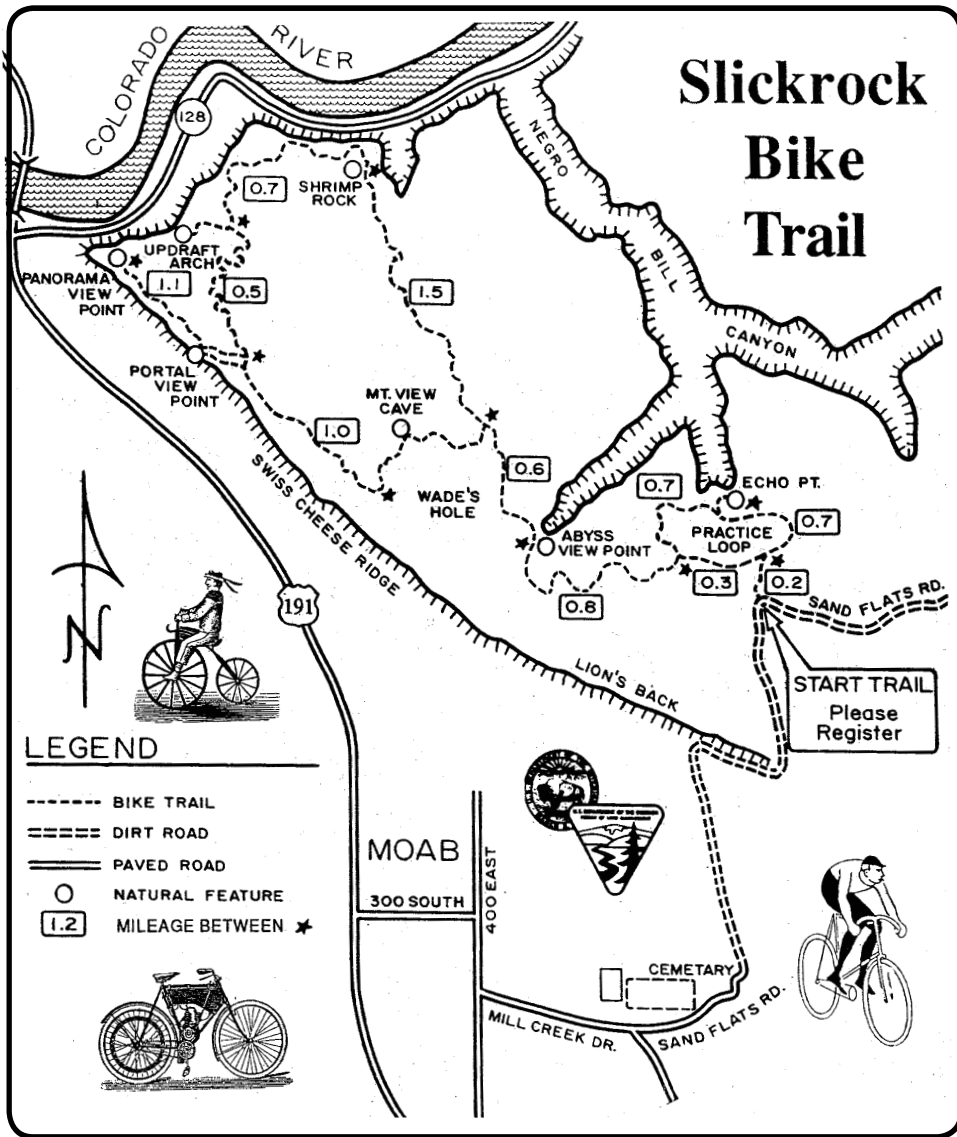 Slickrock
Bike
Trail
COLORADO
RIVER
128
NEGRO
BILL
CANYON
0.7
SHRIMP
ROCK
UPDRAFT
ARCH
PANORAMA
VIEW
POINT
1.1
0.5
1.5
PORTAL
VIEW
POINT
MT. VIEW
CAVE
1.0
WADE'S
HOLE
0.6
SWISS CHEESE RIDGE
0.7
ECHO PT.
0.7
PRACTICE
LOOP
ABYSS
VIEW POINT
0.3
0.2
0.8
SAND FLATS RD.
191
LION'S BACK
START TRAIL
Please
Register
LEGEND
BIKE TRAIL
DIRT ROAD
PAVED ROAD
NATURAL FEATURE
1.2
MILEAGE BETWEEN
N
MOAB
300 SOUTH
400 EAST
CEMETARY
MILL CREEK DR.
SAND FLATS RD.